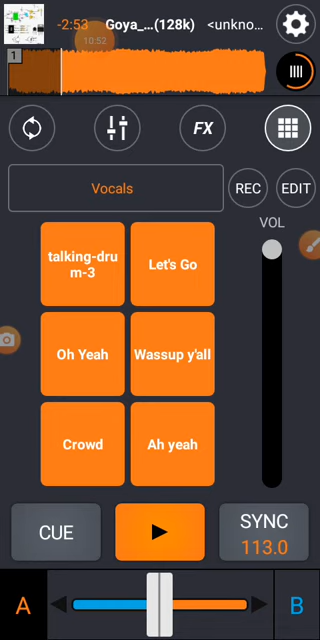 -2:53 Goya_...(128k) <unkno...
10:52
1
FX
Vocals REC EDIT
VOL
talking-dru
m-3
Let's Go
Oh Yeah
Wassup y'all
Crowd
Ah yeah
CUE
SYNC
113.0
A
B